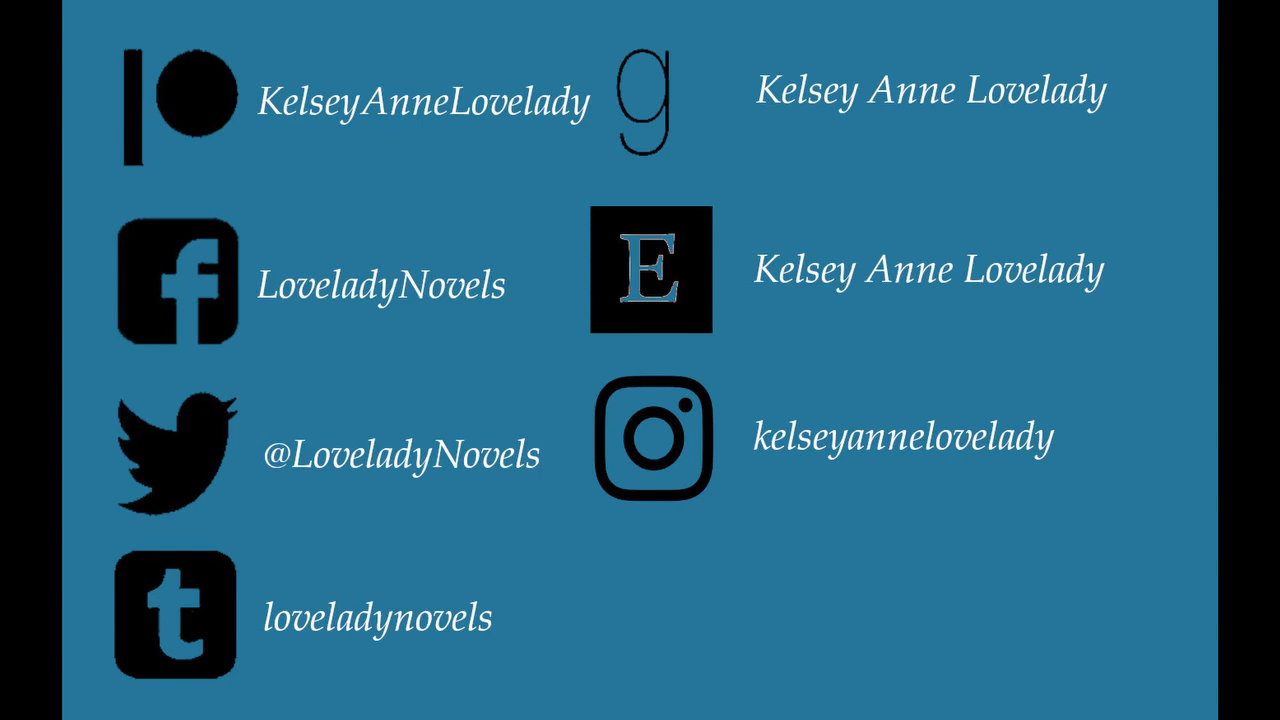 KelseyAnneLovelady
LoveladyNovels
@LoveladyNovels
loveladynovels
g Kelsey Anne Lovelady
E Kelsey Anne Lovelady
kelseyannelovelady